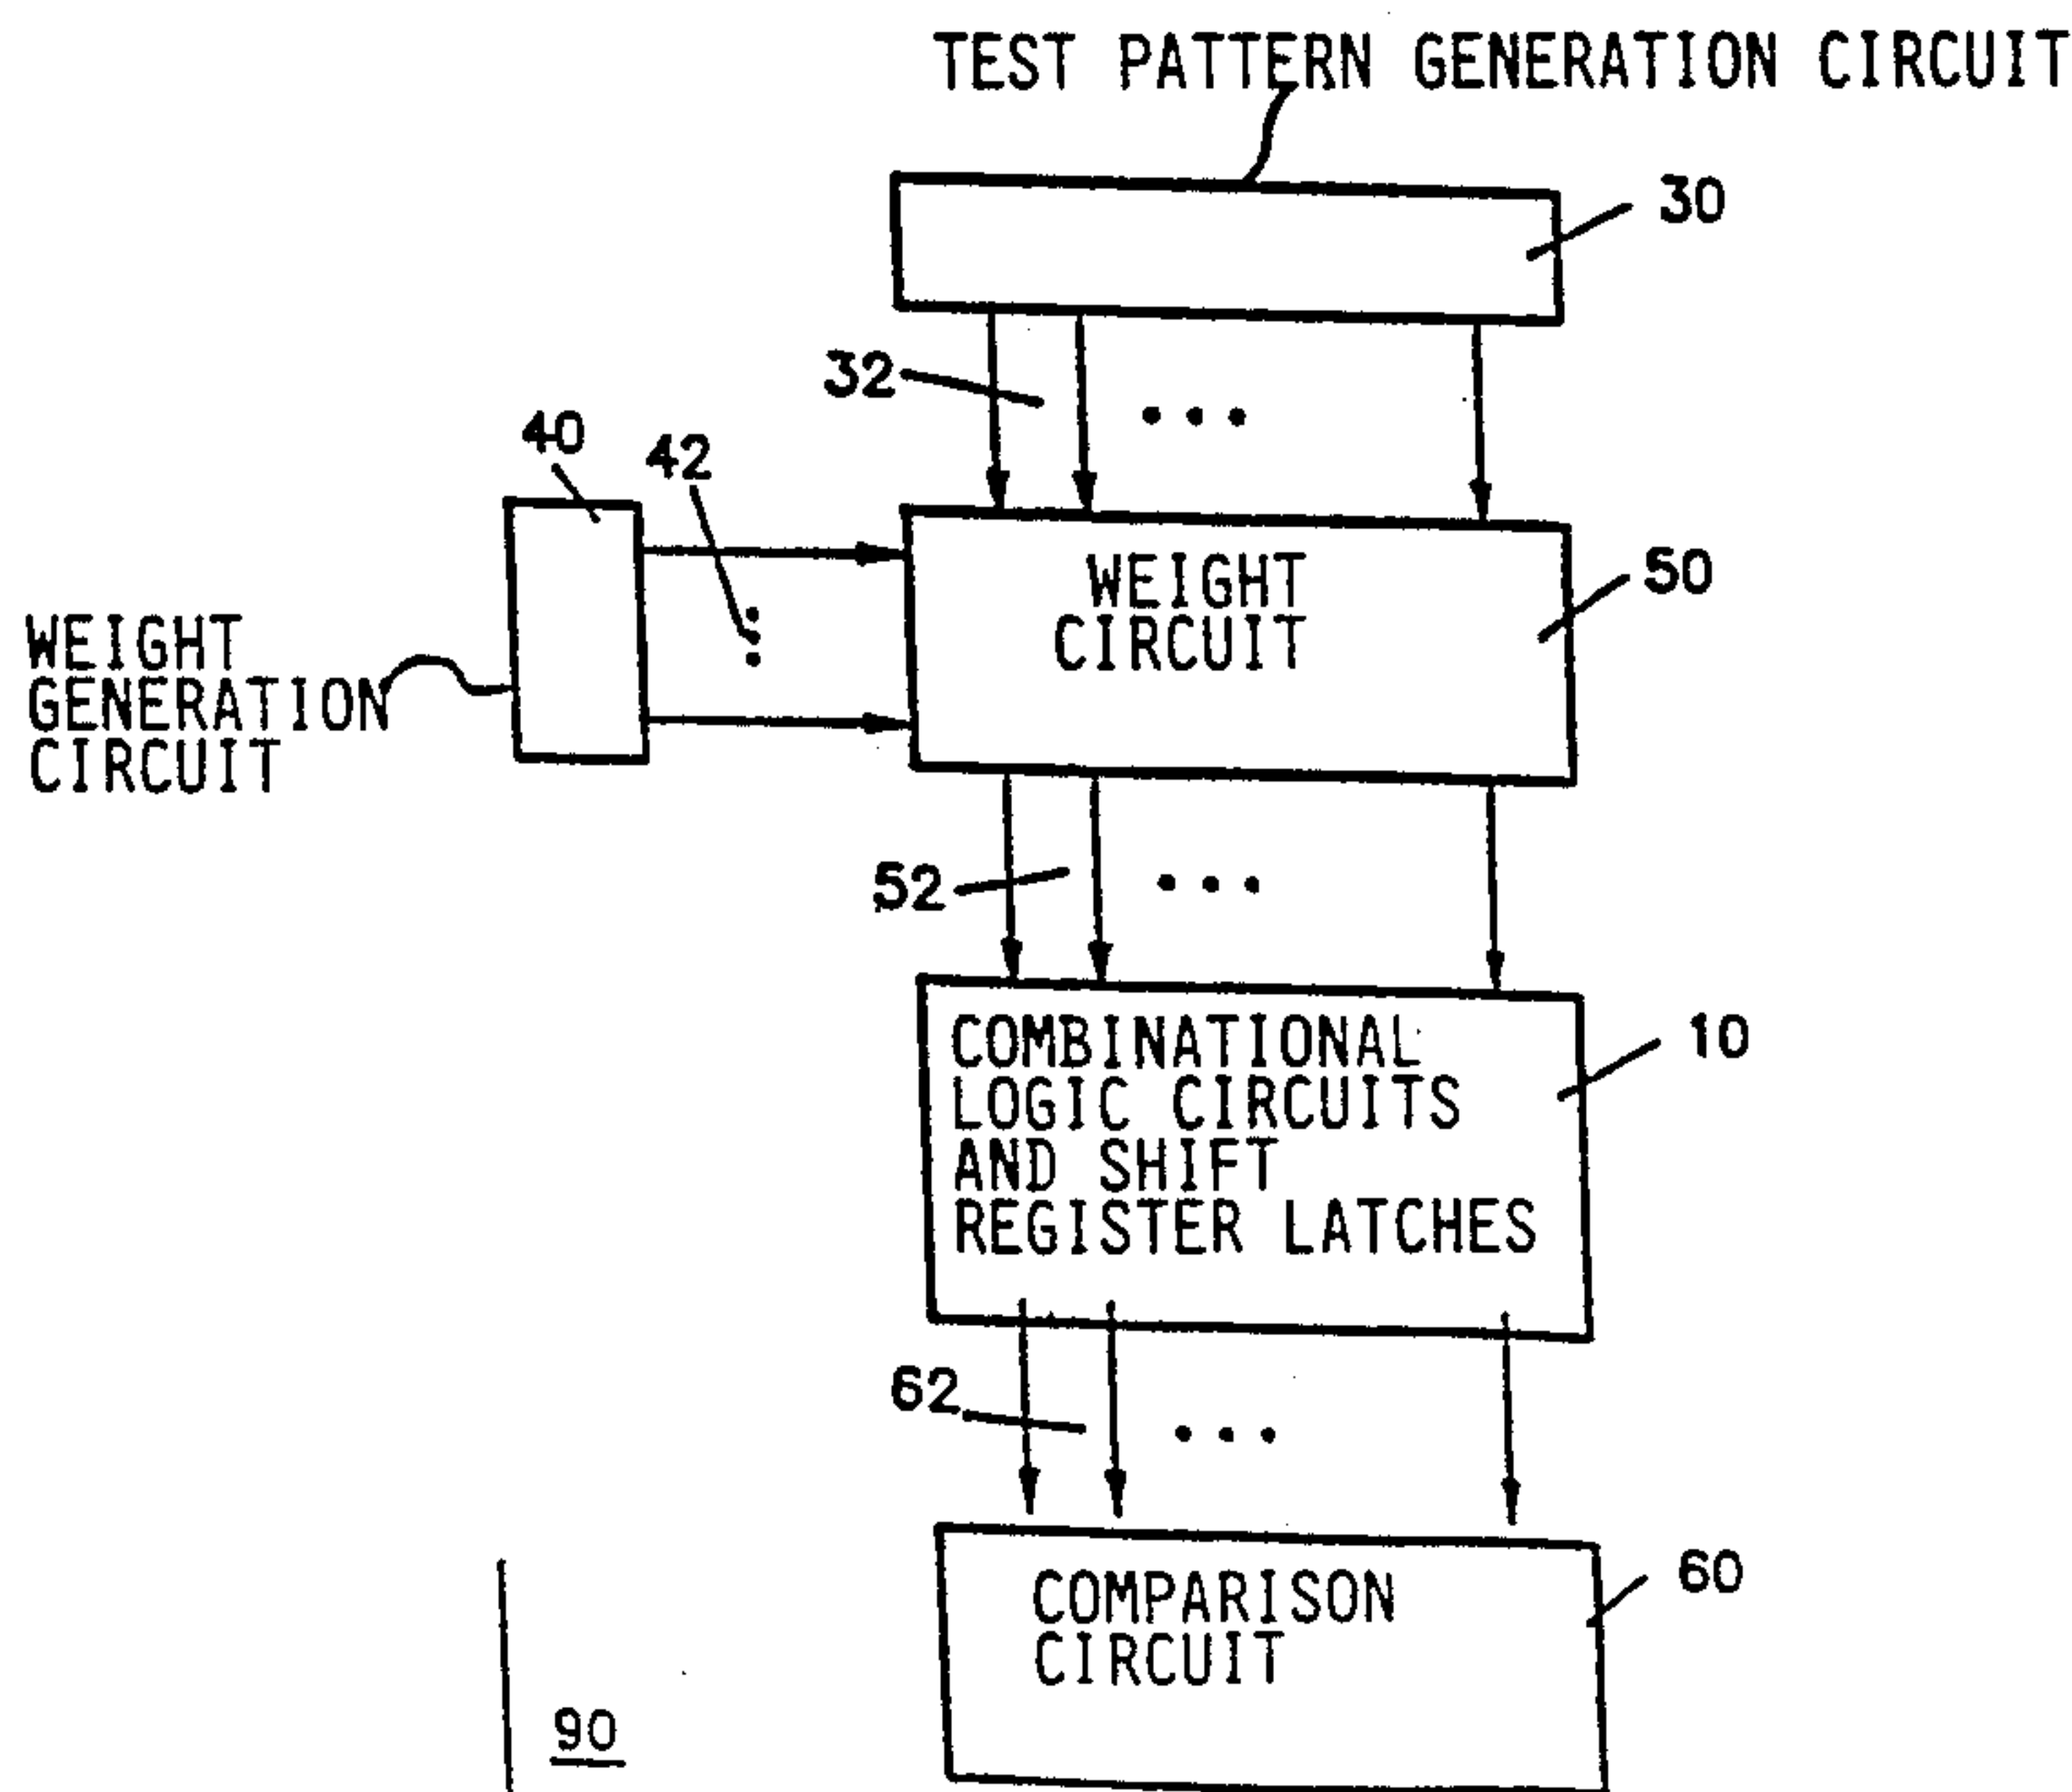 TEST PATTERN GENERATION CIRCUIT
30
32
40
42
WEIGHT
CIRCUIT
50
WEIGHT
GENERATION
CIRCUIT
52
COMBINATIONAL
LOGIC CIRCUITS
AND SHIFT
REGISTER LATCHES
10
62
COMPARISON
CIRCUIT
60
90